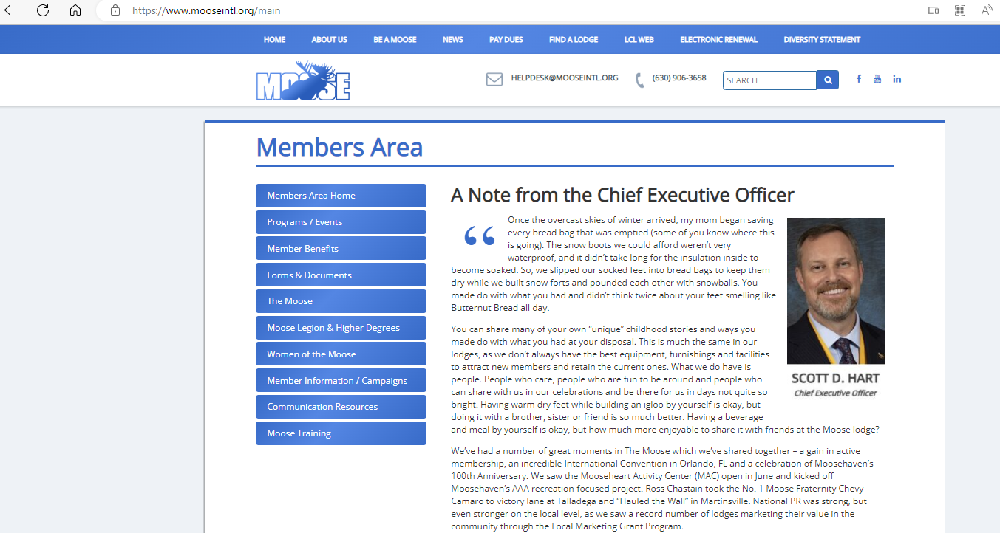 https://www.mooseintl.org/main
HOME ABOUT US BE A MOOSE NEWS PAY DUES FIND A LODGE LCL WEB ELECTRONIC RENEWAL DIVERSITY STATEMENT
MOOSE
HELPDESK@MOOSEINTL.ORG
(630) 906-3658
SEARCH...
Members Area
Members Area Home
Programs / Events
Member Benefits
Forms & Documents
The Moose
Moose Legion & Higher Degrees
Women of the Moose
Member Information / Campaigns
Communication Resources
Moose Training
A Note from the Chief Executive Officer
“ Once the overcast skies of winter arrived, my mom began saving
every bread bag that was emptied (some of you know where this
is going). The snow boots we could afford weren’t very
waterproof, and it didn’t take long for the insulation inside to
become soaked. So, we slipped our socked feet into bread bags to keep them
dry while we built snow forts and pounded each other with snowballs. You
made do with what you had and didn’t think twice about your feet smelling like
Butternut Bread all day.
You can share many of your own “unique” childhood stories and ways you
made do with what you had at your disposal. This is much the same in our
lodges, as we don’t always have the best equipment, furnishings and facilities
to attract new members and retain the current ones. What we do have is
people. People who care, people who are fun to be around and people who
can share with us in our celebrations and be there for us in days not quite so
bright. Having warm dry feet while building an igloo by yourself is okay, but
doing it with a brother, sister or friend is so much better. Having a beverage
and meal by yourself is okay, but how much more enjoyable to share it with friends at the Moose lodge?
We’ve had a number of great moments in The Moose which we’ve shared together – a gain in active
membership, an incredible International Convention in Orlando, FL and a celebration of Moosehaven’s
100th Anniversary. We saw the Mooseheart Activity Center (MAC) open in June and kicked off
Moosehaven’s AAA recreation-focused project. Ross Chastain took the No. 1 Moose Fraternity Chevy
Camaro to victory lane at Talladega and “Hauled the Wall” in Martinsville. National PR was strong, but
even stronger on the local level, as we saw a record number of lodges marketing their value in the
community through the Local Marketing Grant Program.
SCOTT D. HART
Chief Executive Officer